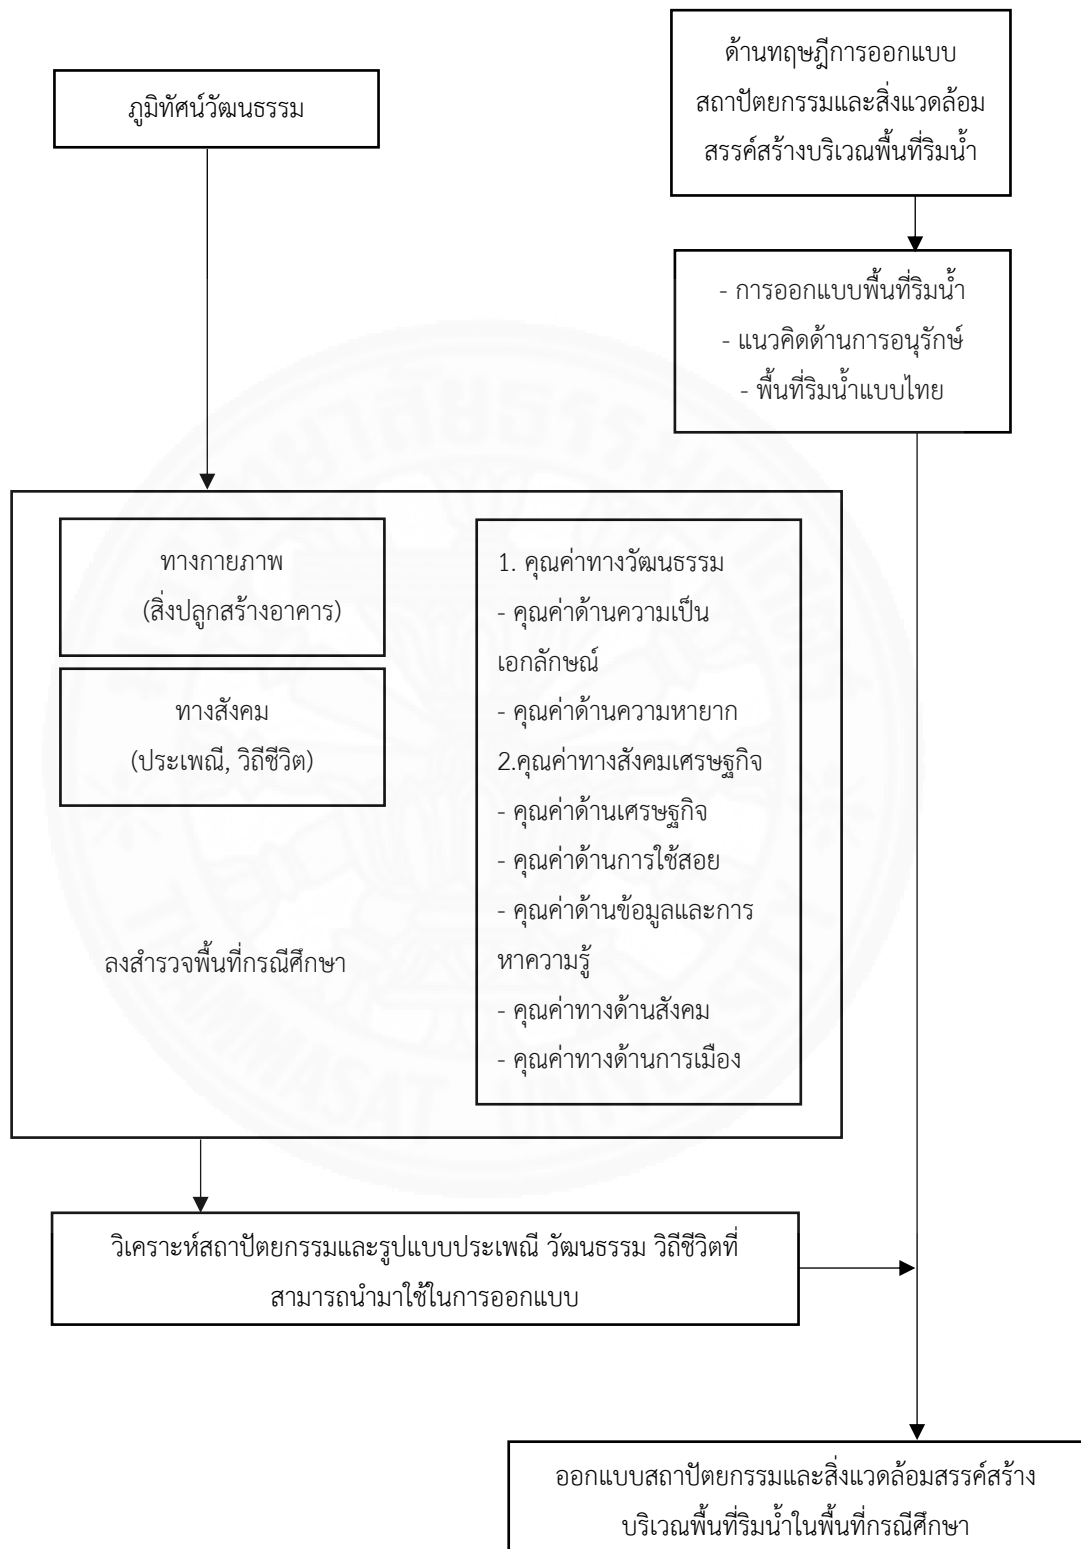 ภูมิทัศน์วัฒนธรรม
ด้านทฤษฎีการออกแบบ
สถาปัตยกรรมและสิ่งแวดล้อม
สรรค์สร้างบริเวณพื้นที่ริมน้ำ
- การออกแบบพื้นที่ริมน้ำ
- แนวคิดด้านการอนุรักษ์
- พื้นที่ริมน้ำแบบไทย
ทางกายภาพ
(สิ่งปลูกสร้างอาคาร)
ทางสังคม
(ประเพณี, วิถีชีวิต)
ลงสำรวจพื้นที่กรณีศึกษา
1. คุณค่าทางวัฒนธรรม
- คุณค่าด้านความเป็น
เอกลักษณ์
- คุณค่าด้านความหายาก
2.คุณค่าทางสังคมเศรษฐกิจ
- คุณค่าด้านเศรษฐกิจ
- คุณค่าด้านการใช้สอย
- คุณค่าด้านข้อมูลและการ
หาความรู้
- คุณค่าทางด้านสังคม
- คุณค่าทางด้านการเมือง
วิเคราะห์สถาปัตยกรรมและรูปแบบประเพณี วัฒนธรรม วิถีชีวิตที่
สามารถนำมาใช้ในการออกแบบ
ออกแบบสถาปัตยกรรมและสิ่งแวดล้อมสรรค์สร้าง
บริเวณพื้นที่ริมน้ำในพื้นที่กรณีศึกษา
THAMMASAT UNIVERSITY